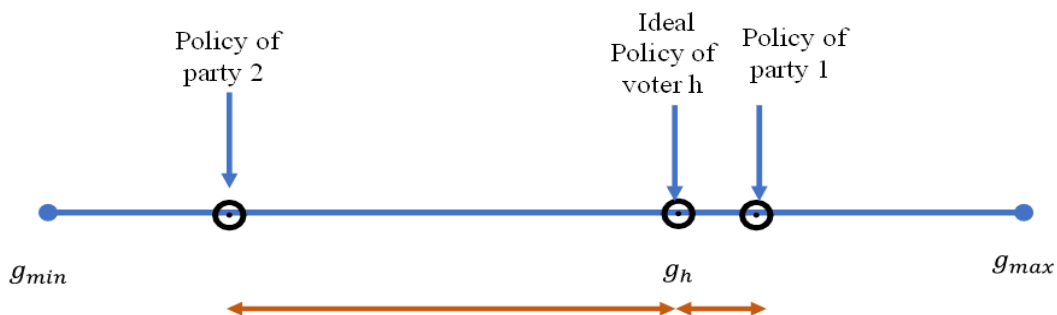 Policy of
party 2
Ideal
Policy of
voter h
Policy of
party 1
g_min
g_h
g_max